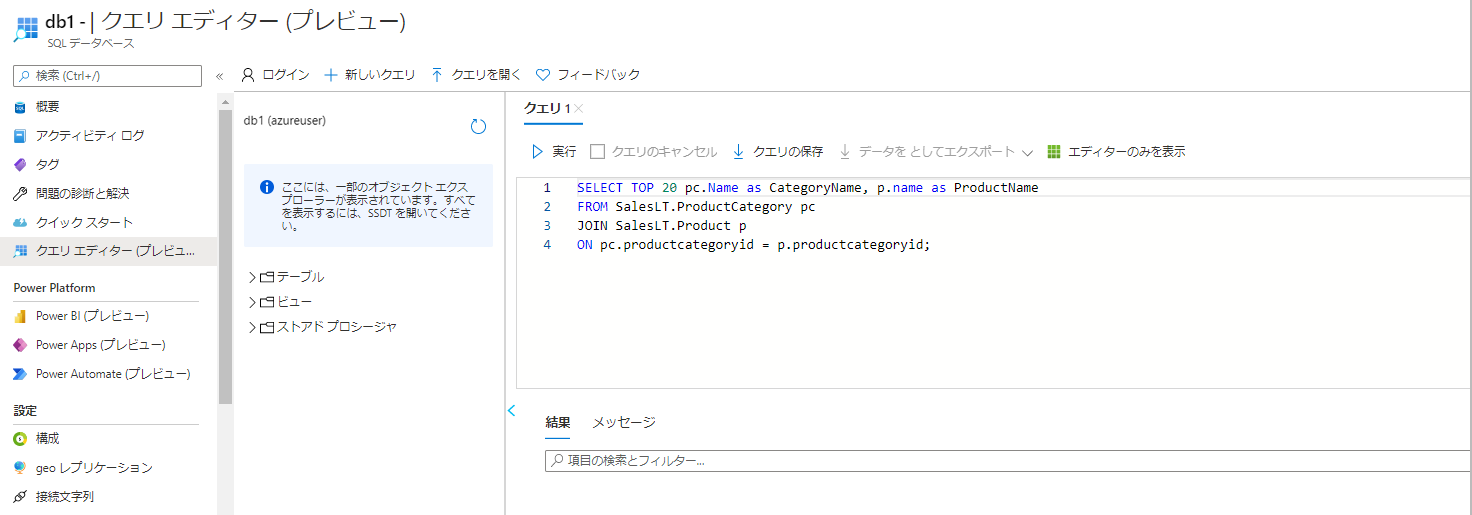 db1 - | クエリ エディター (プレビュー)
SQL データベース
検索 (Ctrl+/)
«
概要
アクティビティ ログ
タグ
問題の診断と解決
クイック スタート
クエリ エディター (プレビュ...
Power Platform
Power BI (プレビュー)
Power Apps (プレビュー)
Power Automate (プレビュー)
設定
構成
geo レプリケーション
接続文字列
ログイン
新しいクエリ
クエリを開く
フィードバック
db1 (azureuser)
ここには、一部のオブジェクト エクス
プローラーが表示されています。すべて
を表示するには、SSDT を開いてくださ
い。
テーブル
ビュー
ストアド プロシージャ
クエリ 1
実行
クエリのキャンセル
クエリの保存
データを としてエクスポート
エディターのみを表示
1 SELECT TOP 20 pc.Name as CategoryName, p.name as ProductName
2 FROM SalesLT.ProductCategory pc
3 JOIN SalesLT.Product p
4 ON pc.productcategoryid = p.productcategoryid;
結果
メッセージ
項目の検索とフィルター...